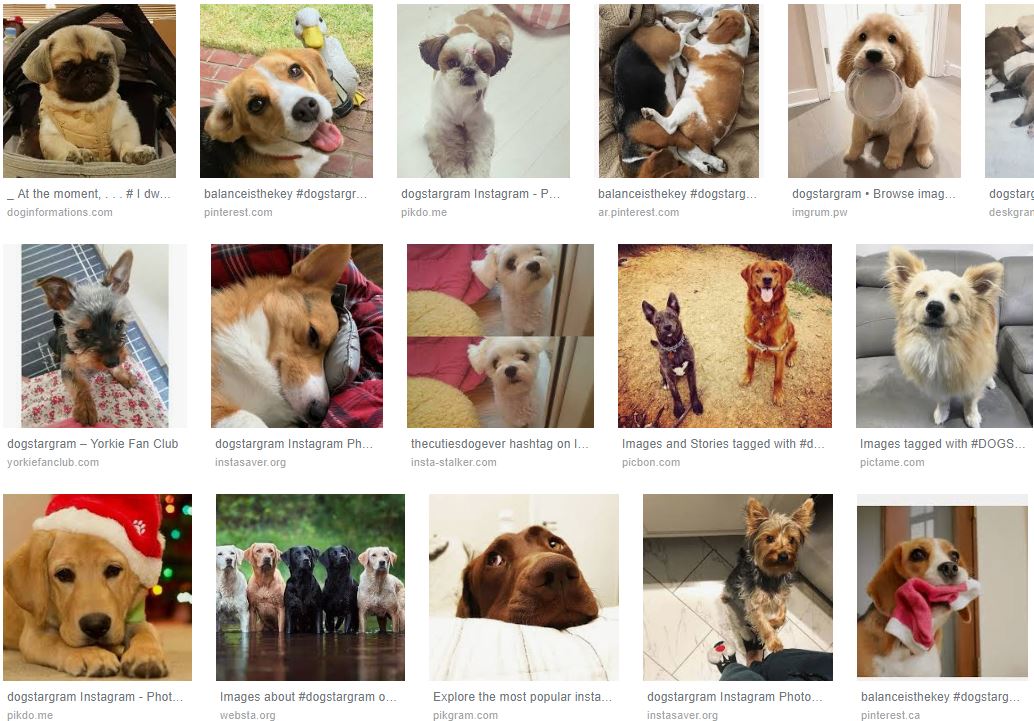 _ At the moment, . . . # I dw...
doginformations.com
balanceisthekey #dogstargr...
pinterest.com
dogstargram Instagram - P...
pikdo.me
balanceisthekey #dogstarg...
ar.pinterest.com
dogstargram • Browse imag...
imgrum.pw
dogstarg
deskgran
dogstargram – Yorkie Fan Club
yorkiefanclub.com
dogstargram Instagram Ph...
instasaver.org
thecutiesdogever hashtag on I...
insta-stalker.com
Images and Stories tagged with #d...
picbon.com
Images tagged with #DOGS...
pictame.com
dogstargram Instagram - Phot...
pikdo.me
Images about #dogstargram o...
websta.org
Explore the most popular insta...
pikgram.com
dogstargram Instagram Photo...
instasaver.org
balanceisthekey #dogstarg...
pinterest.ca